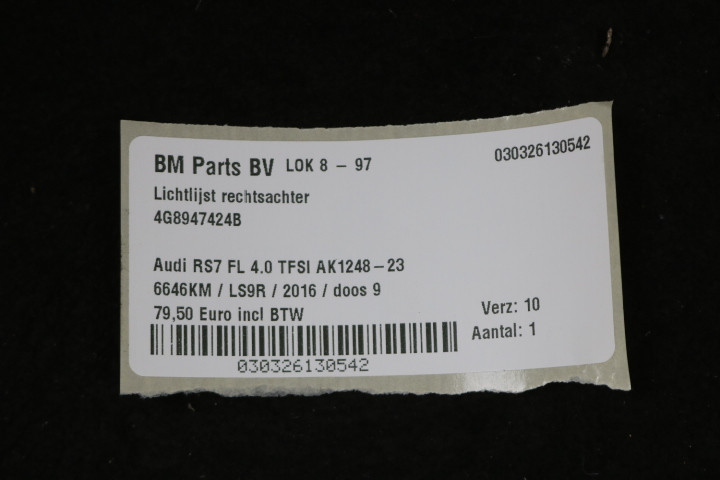 BM Parts BV LOK 8 - 97 030326130542
Lichtlijst rechtsachter
4G8947424B
Audi RS7 FL 4.0 TFSI AK1248-23
6646KM / LS9R / 2016 / doos 9
79,50 Euro incl BTW Verz: 10
Aantal: 1
030326130542